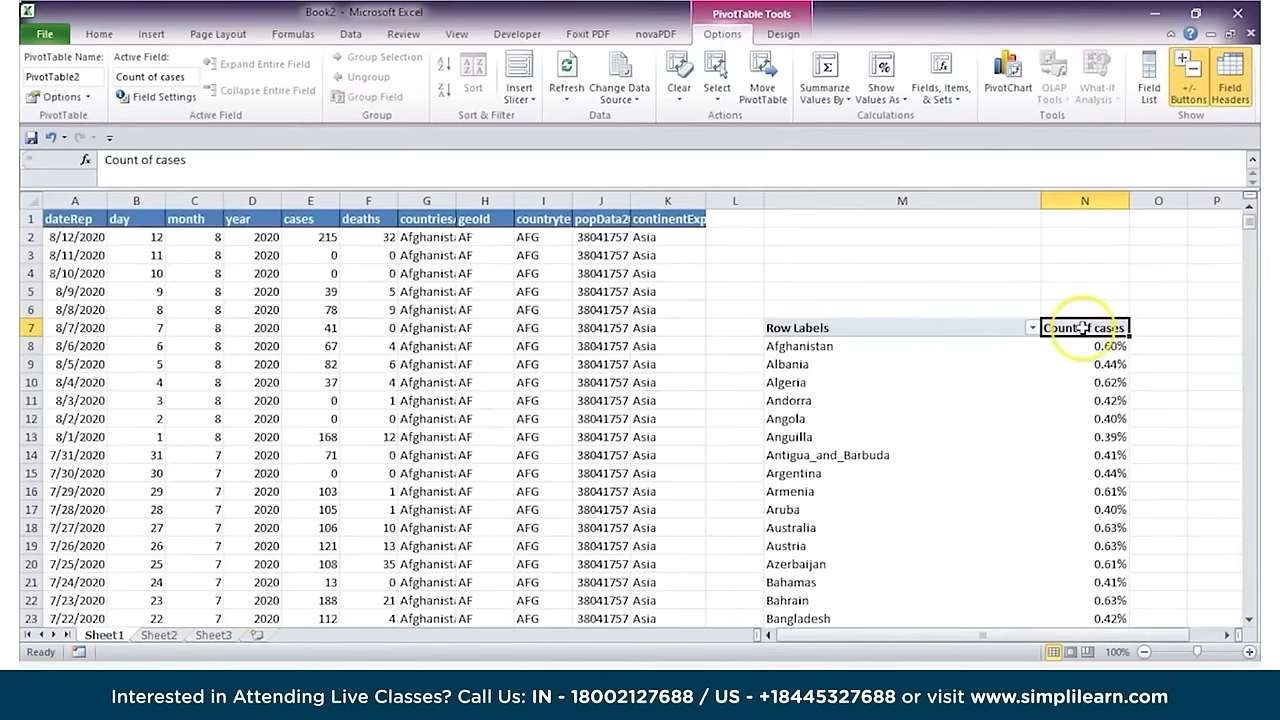 Book2 - Microsoft Excel
PivotTable Tools
File Home Insert Page Layout Formulas Data Review View Developer Foxit PDF novaPDF Options Design
PivotTable Name:
PivotTable2
Options
PivotTable
Active Field:
Count of cases
Field Settings
Expand Entire Field
Collapse Entire Field
Active Field
Group Selection
Ungroup
Group Field
Group
Sort
Insert Slicer
Sort & Filter
Refresh
Change Data Source
Data
Clear
Select
Move PivotTable
Actions
Summarize Values By
Show Values As
Fields, Items, & Sets
Calculations
PivotChart
OLAP Tools
What-If Analysis
Tools
Field List
+/- Buttons
Field Headers
Show
fx Count of cases
A B C D E F G H I J K L M N O P
1 dateRep day month year cases deaths countries geoId countryte popData2 continentExp
2 8/12/2020 12 8 2020 215 32 Afghanist AF AFG 38041757 Asia
3 8/11/2020 11 8 2020 0 0 Afghanist AF AFG 38041757 Asia
4 8/10/2020 10 8 2020 0 0 Afghanist AF AFG 38041757 Asia
5 8/9/2020 9 8 2020 39 5 Afghanist AF AFG 38041757 Asia
6 8/8/2020 8 8 2020 78 9 Afghanist AF AFG 38041757 Asia
7 8/7/2020 7 8 2020 41 0 Afghanist AF AFG 38041757 Asia Row Labels Count of cases
8 8/6/2020 6 8 2020 67 4 Afghanist AF AFG 38041757 Asia Afghanistan 0.60%
9 8/5/2020 5 8 2020 82 6 Afghanist AF AFG 38041757 Asia Albania 0.44%
10 8/4/2020 4 8 2020 37 4 Afghanist AF AFG 38041757 Asia Algeria 0.62%
11 8/3/2020 3 8 2020 0 1 Afghanist AF AFG 38041757 Asia Andorra 0.42%
12 8/2/2020 2 8 2020 0 0 Afghanist AF AFG 38041757 Asia Angola 0.40%
13 8/1/2020 1 8 2020 168 12 Afghanist AF AFG 38041757 Asia Anguilla 0.39%
14 7/31/2020 31 7 2020 71 0 Afghanist AF AFG 38041757 Asia Antigua_and_Barbuda 0.41%
15 7/30/2020 30 7 2020 0 0 Afghanist AF AFG 38041757 Asia Argentina 0.44%
16 7/29/2020 29 7 2020 103 1 Afghanist AF AFG 38041757 Asia Armenia 0.61%
17 7/28/2020 28 7 2020 105 1 Afghanist AF AFG 38041757 Asia Aruba 0.40%
18 7/27/2020 27 7 2020 106 10 Afghanist AF AFG 38041757 Asia Australia 0.63%
19 7/26/2020 26 7 2020 121 13 Afghanist AF AFG 38041757 Asia Austria 0.63%
20 7/25/2020 25 7 2020 108 35 Afghanist AF AFG 38041757 Asia Azerbaijan 0.61%
21 7/24/2020 24 7 2020 13 0 Afghanist AF AFG 38041757 Asia Bahamas 0.41%
22 7/23/2020 23 7 2020 188 21 Afghanist AF AFG 38041757 Asia Bahrain 0.63%
23 7/22/2020 22 7 2020 112 4 Afghanist AF AFG 38041757 Asia Bangladesh 0.42%
Sheet1 Sheet2 Sheet3
Ready 100%
Interested in Attending Live Classes? Call Us: IN - 18002127688 / US - +18445327688 or visit www.simplilearn.com